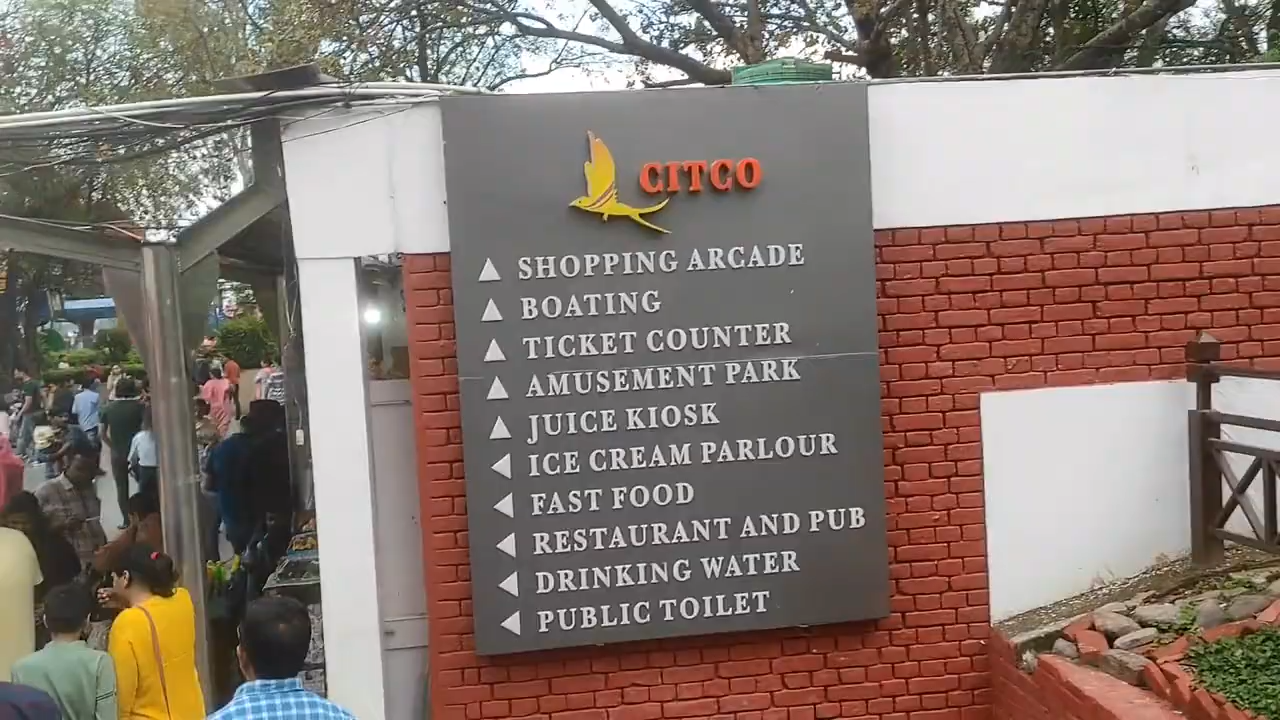 CITCO
▲ SHOPPING ARCADE
▲ BOATING
▲ TICKET COUNTER
▲ AMUSEMENT PARK
▲ JUICE KIOSK
◀ ICE CREAM PARLOUR
◀ FAST FOOD
◀ RESTAURANT AND PUB
◀ DRINKING WATER
◀ PUBLIC TOILET